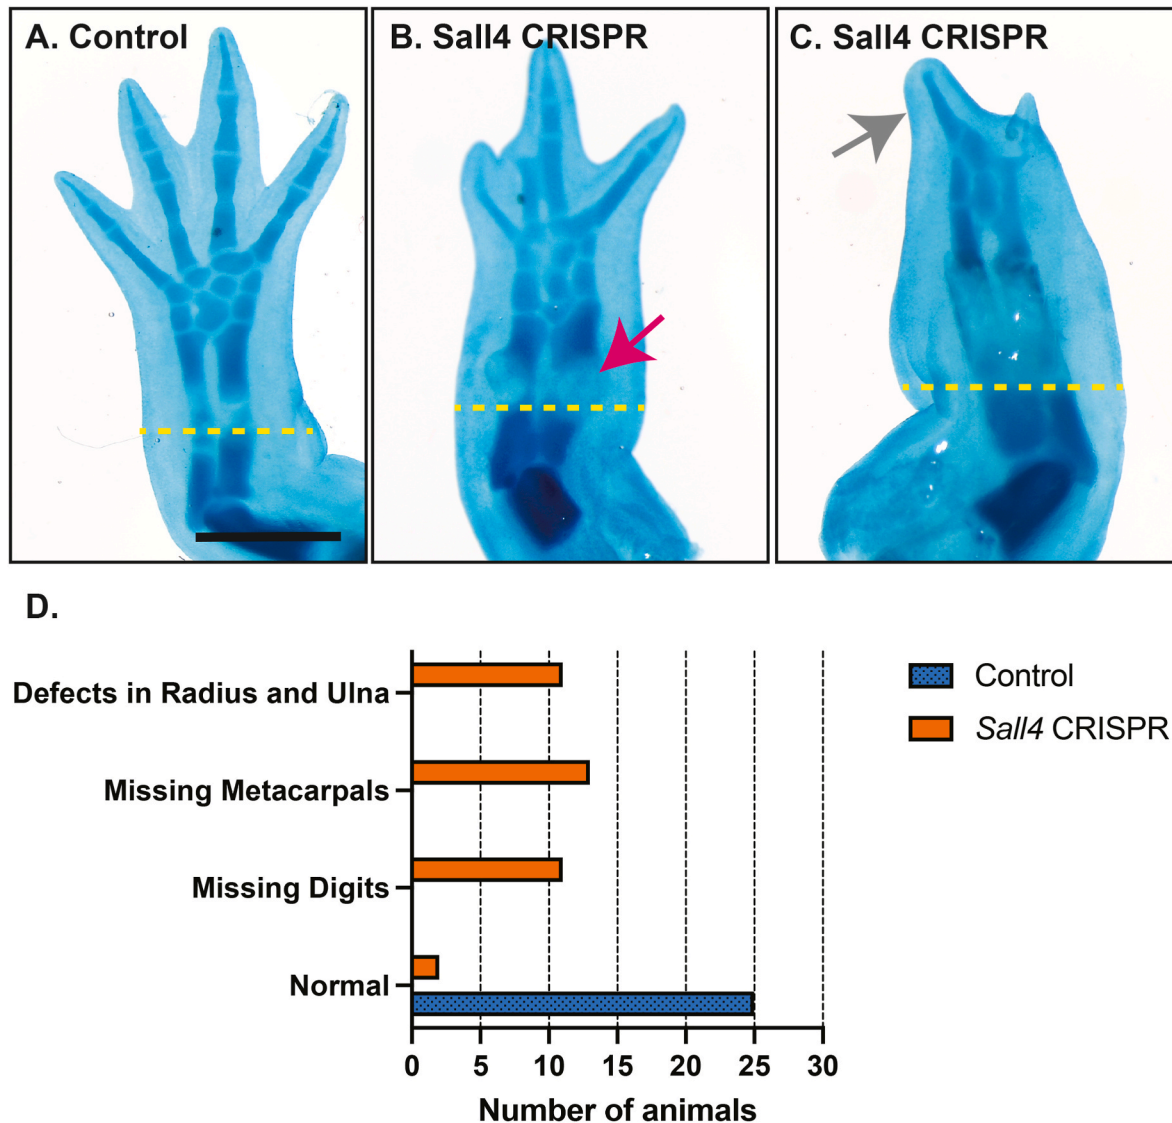 A. Control
B. Sall4 CRISPR
C. Sall4 CRISPR
D.
Defects in Radius and Ulna
Missing Metacarpals
Missing Digits
Normal
0 5 10 15 20 25 30
Number of animals
Control
Sall4 CRISPR